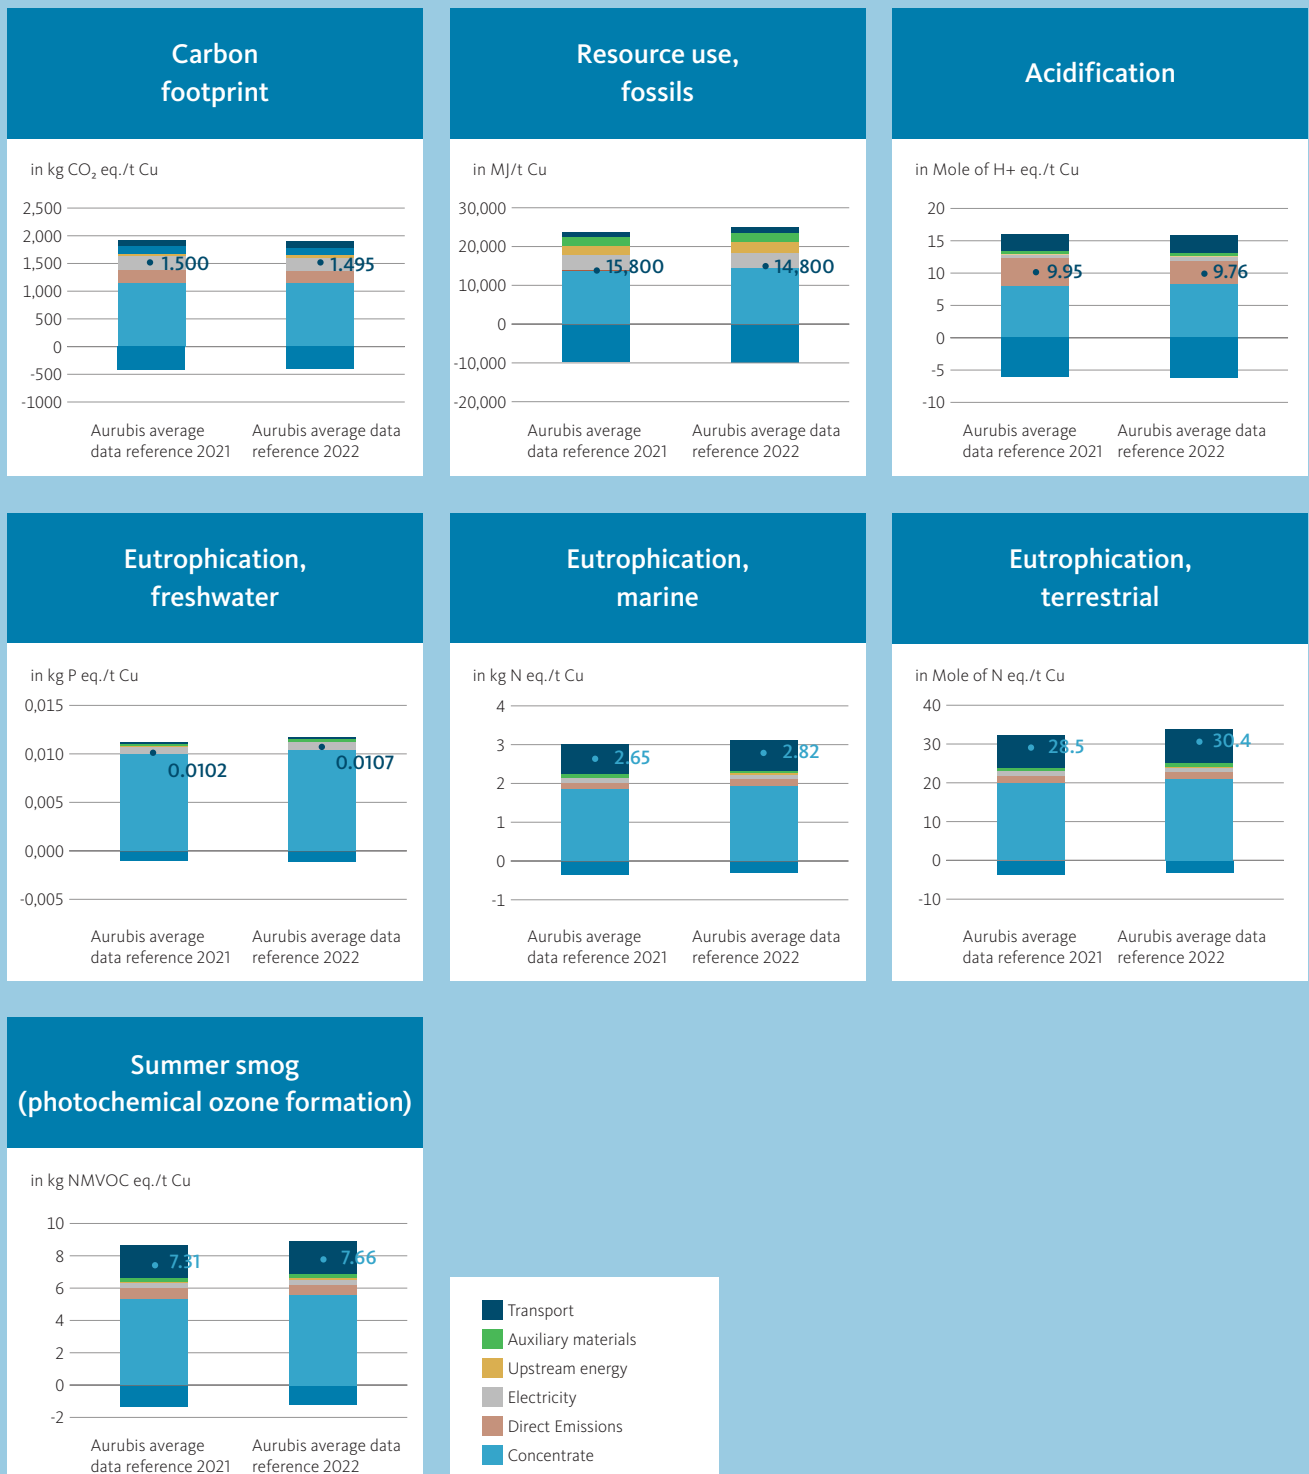 Carbon
footprint
in kg CO₂ eq./t Cu
2,500
2,000
1,500
1,000
500
0
-500
-1000
1.500
1.495
Aurubis average
data reference 2021
Aurubis average data
reference 2022
Resource use,
fossils
in MJ/t Cu
30,000
20,000
10,000
0
-10,000
-20,000
15,800
14,800
Aurubis average
data reference 2021
Aurubis average data
reference 2022
Acidification
in Mole of H+ eq./t Cu
20
15
10
5
0
-5
-10
9.95
9.76
Aurubis average
data reference 2021
Aurubis average data
reference 2022
Eutrophication,
freshwater
in kg P eq./t Cu
0,015
0,010
0,005
0,000
-0,005
0.0102
0.0107
Aurubis average
data reference 2021
Aurubis average data
reference 2022
Eutrophication,
marine
in kg N eq./t Cu
4
3
2
1
0
-1
2.65
2.82
Aurubis average
data reference 2021
Aurubis average data
reference 2022
Eutrophication,
terrestrial
in Mole of N eq./t Cu
40
30
20
10
0
-10
28.5
30.4
Aurubis average
data reference 2021
Aurubis average data
reference 2022
Summer smog
(photochemical ozone formation)
in kg NMVOC eq./t Cu
10
8
6
4
2
0
-2
7.31
7.66
Aurubis average
data reference 2021
Aurubis average data
reference 2022
Transport
Auxiliary materials
Upstream energy
Electricity
Direct Emissions
Concentrate